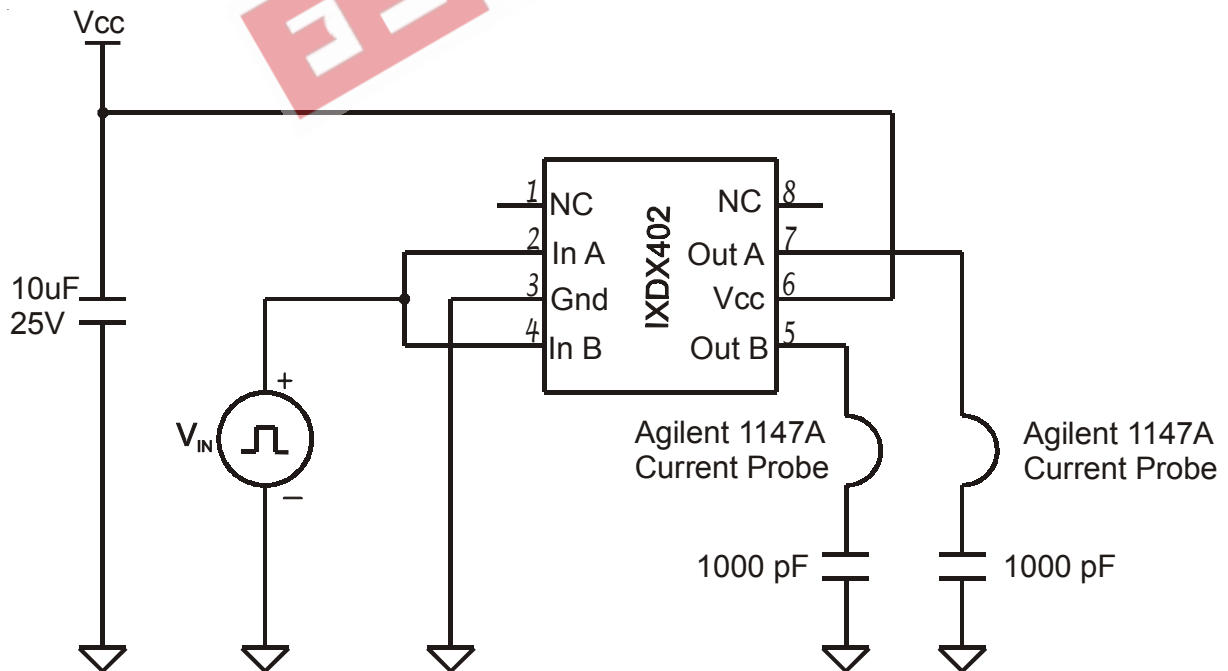 Vcc
10uF
25V
V_IN
+
−
1
NC
2
In A
3
Gnd
4
In B
IXDX402
NC
8
Out A
7
Vcc
6
Out B
5
Agilent 1147A
Current Probe
Agilent 1147A
Current Probe
1000 pF
1000 pF